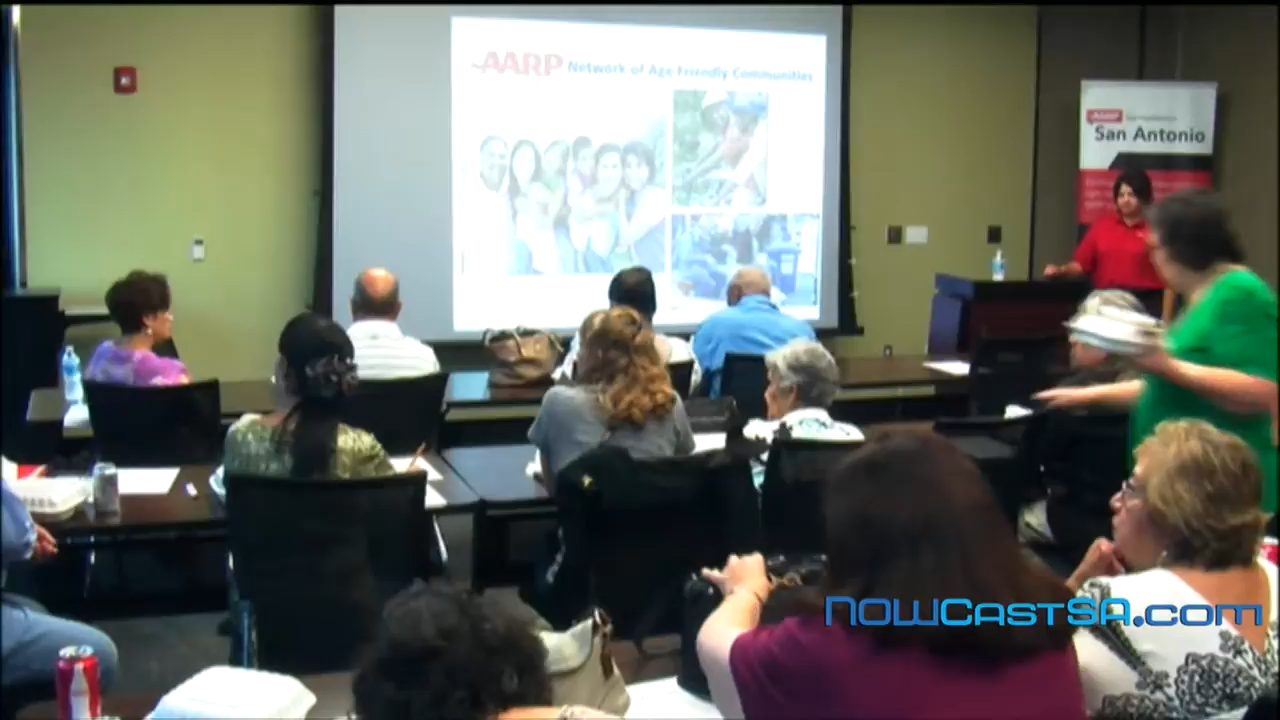 AARP Network of Age Friendly Communities
AARP
San Antonio
NOWCastSA.com